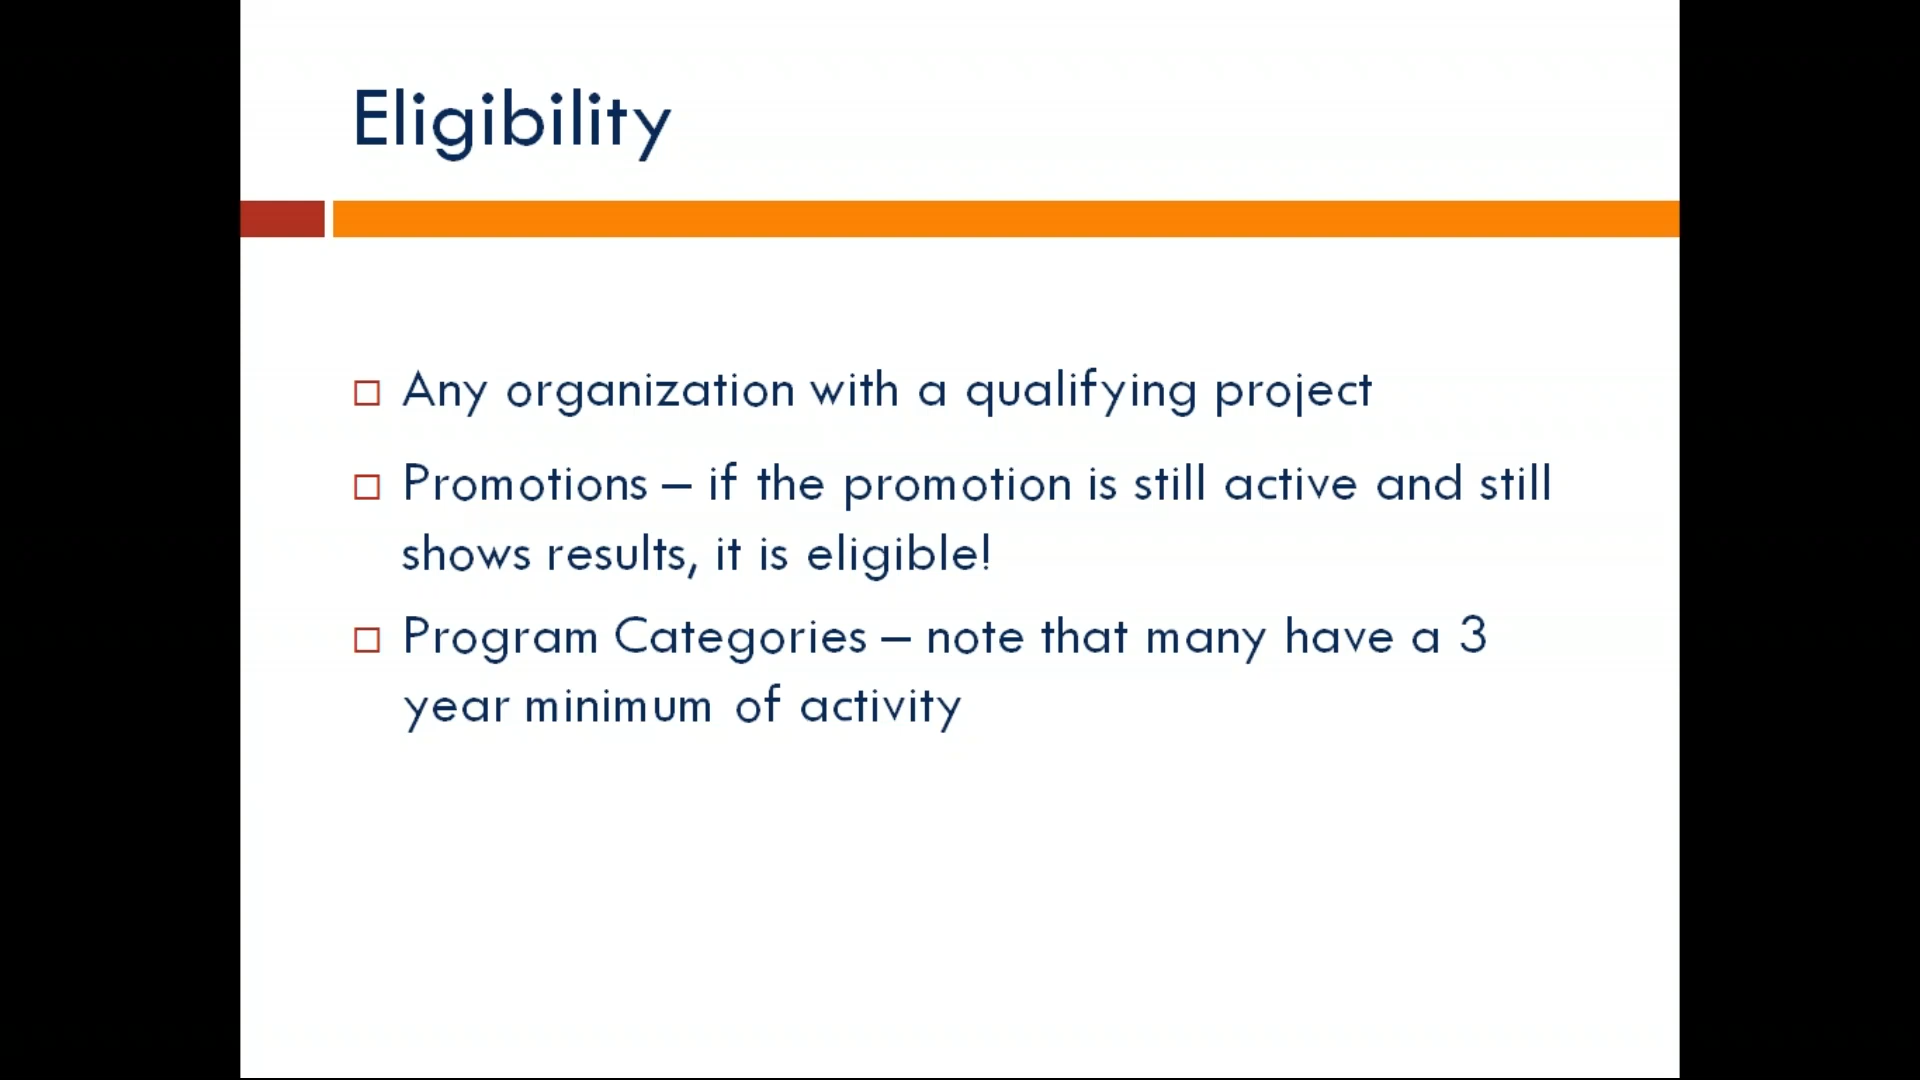 Eligibility
Any organization with a qualifying project
Promotions – if the promotion is still active and still
shows results, it is eligible!
Program Categories – note that many have a 3
year minimum of activity